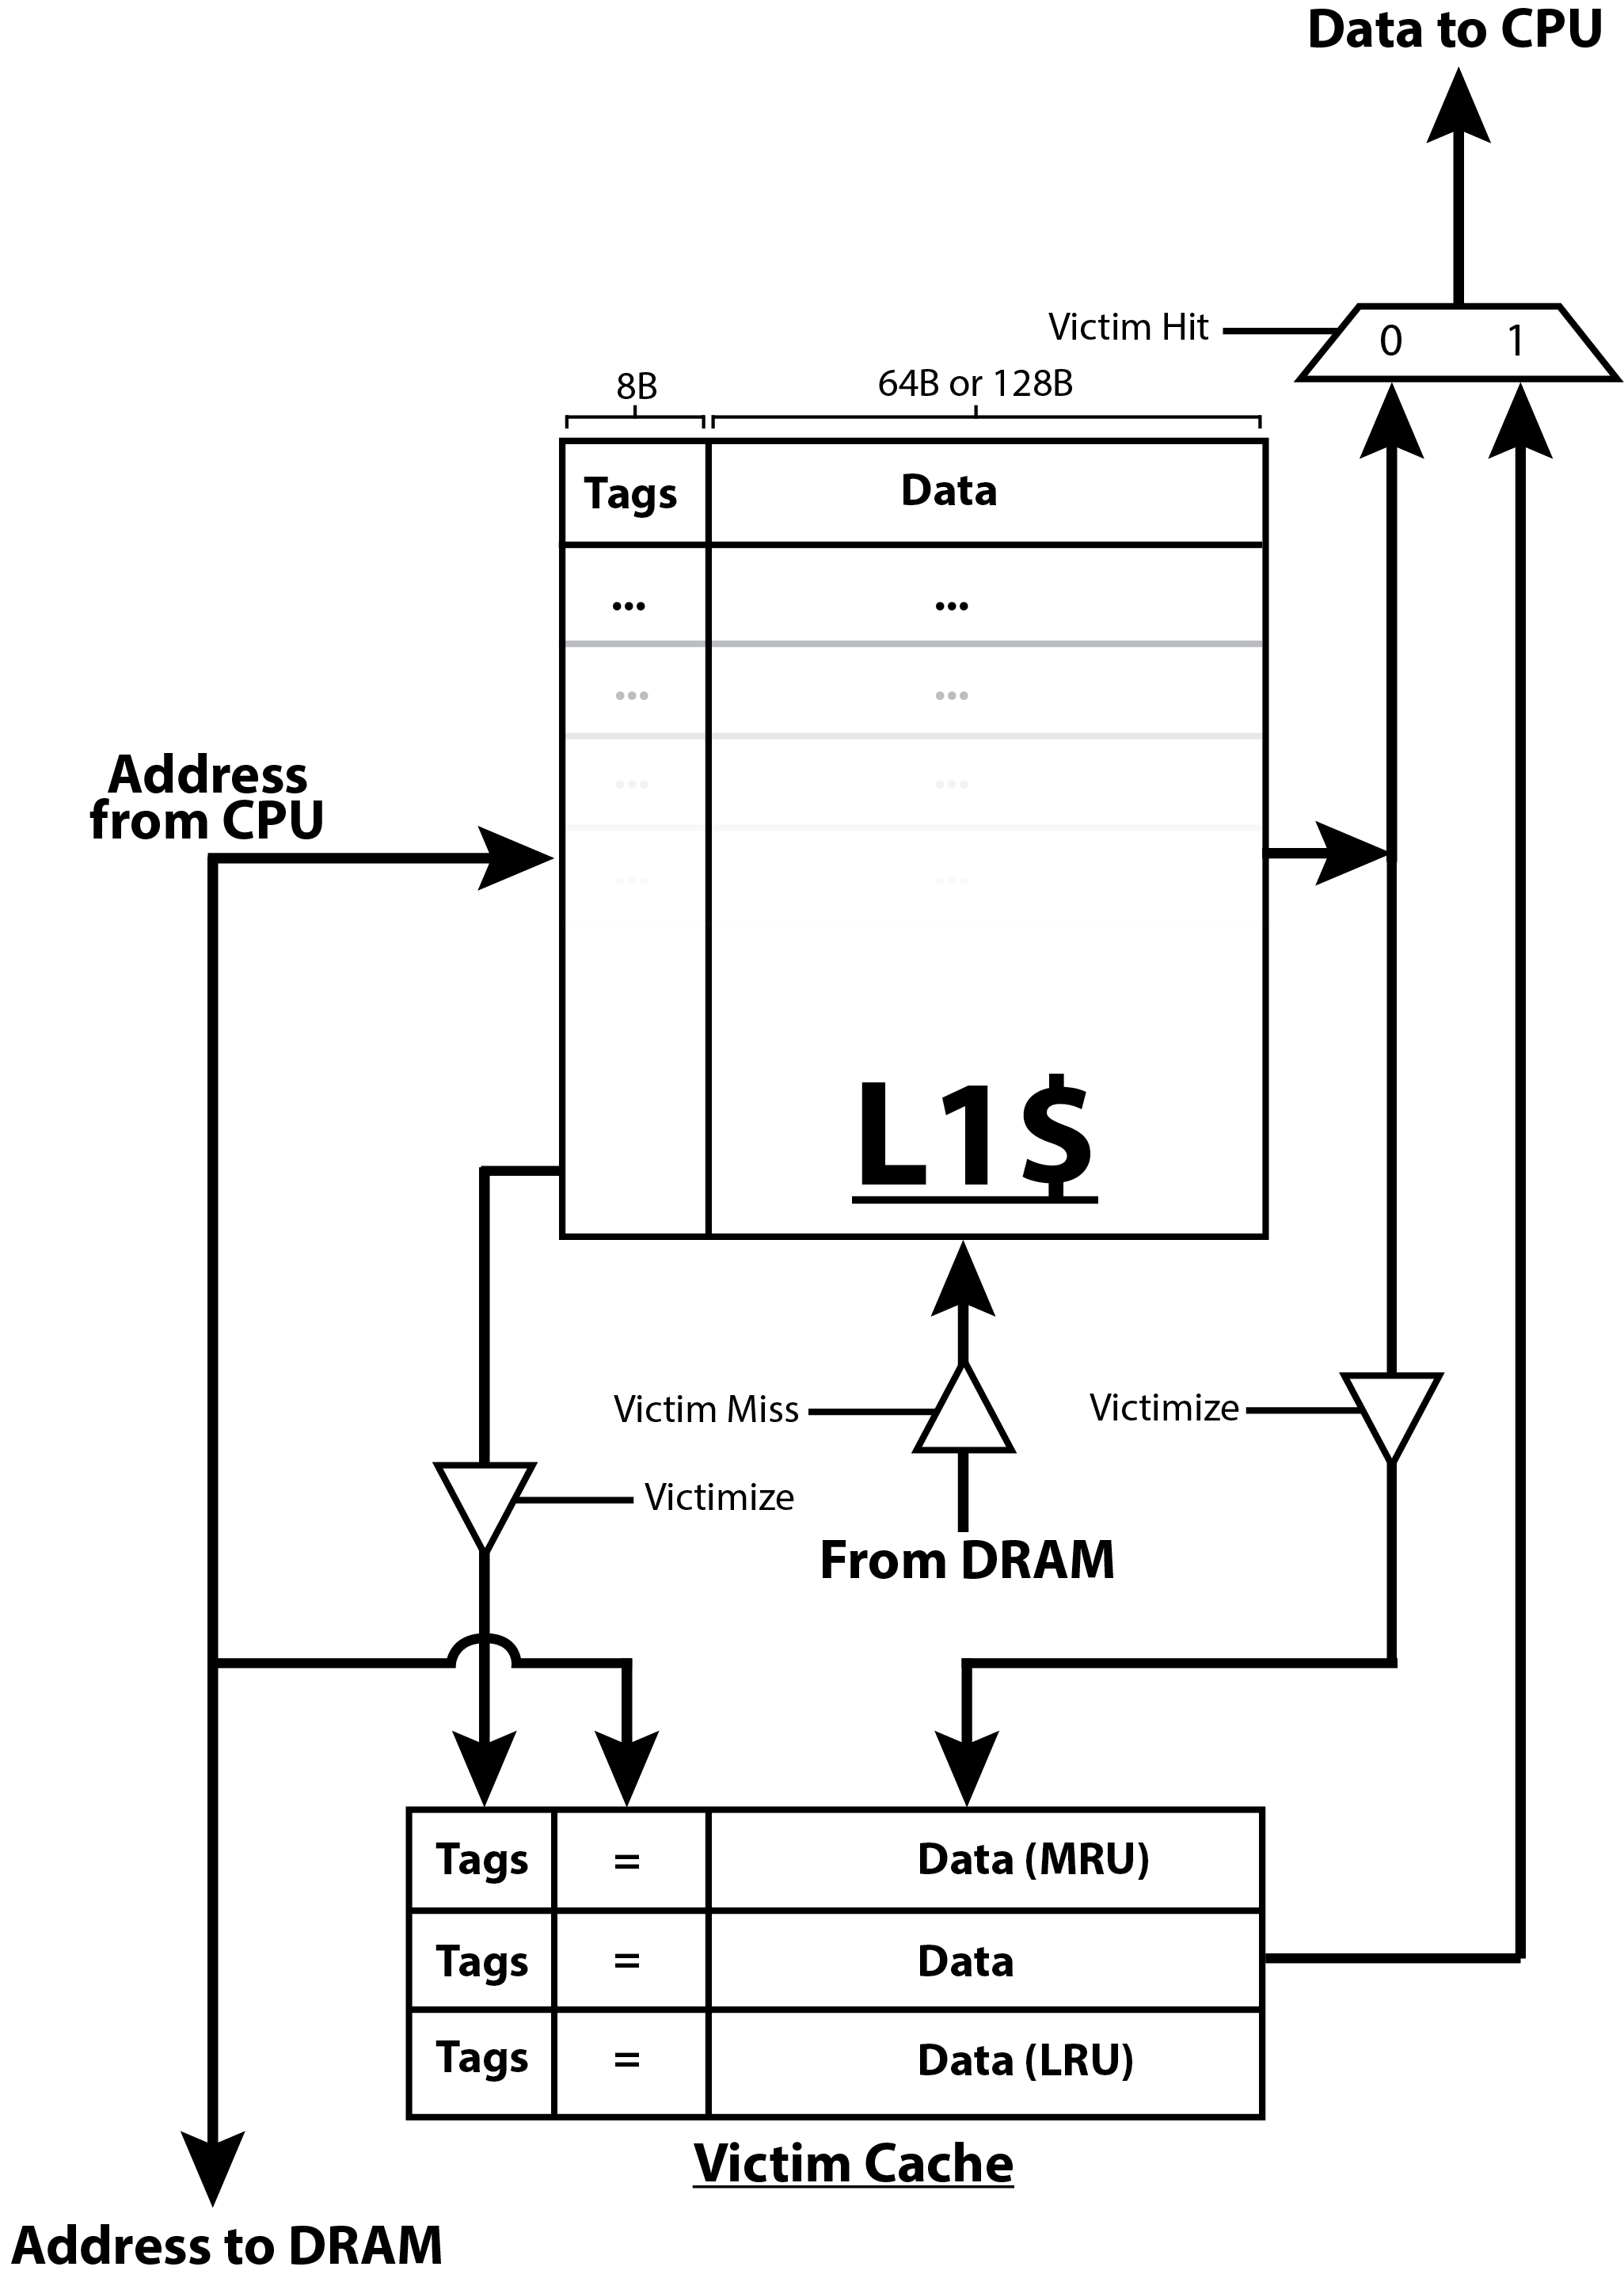 Data to CPU
Victim Hit
0 1
8B
64B or 128B
Tags
Data
... ...
... ...
... ...
... ...
Address
from CPU
L1$
Victim Miss
Victimize
Victimize
From DRAM
Tags = Data (MRU)
Tags = Data
Tags = Data (LRU)
Victim Cache
Address to DRAM